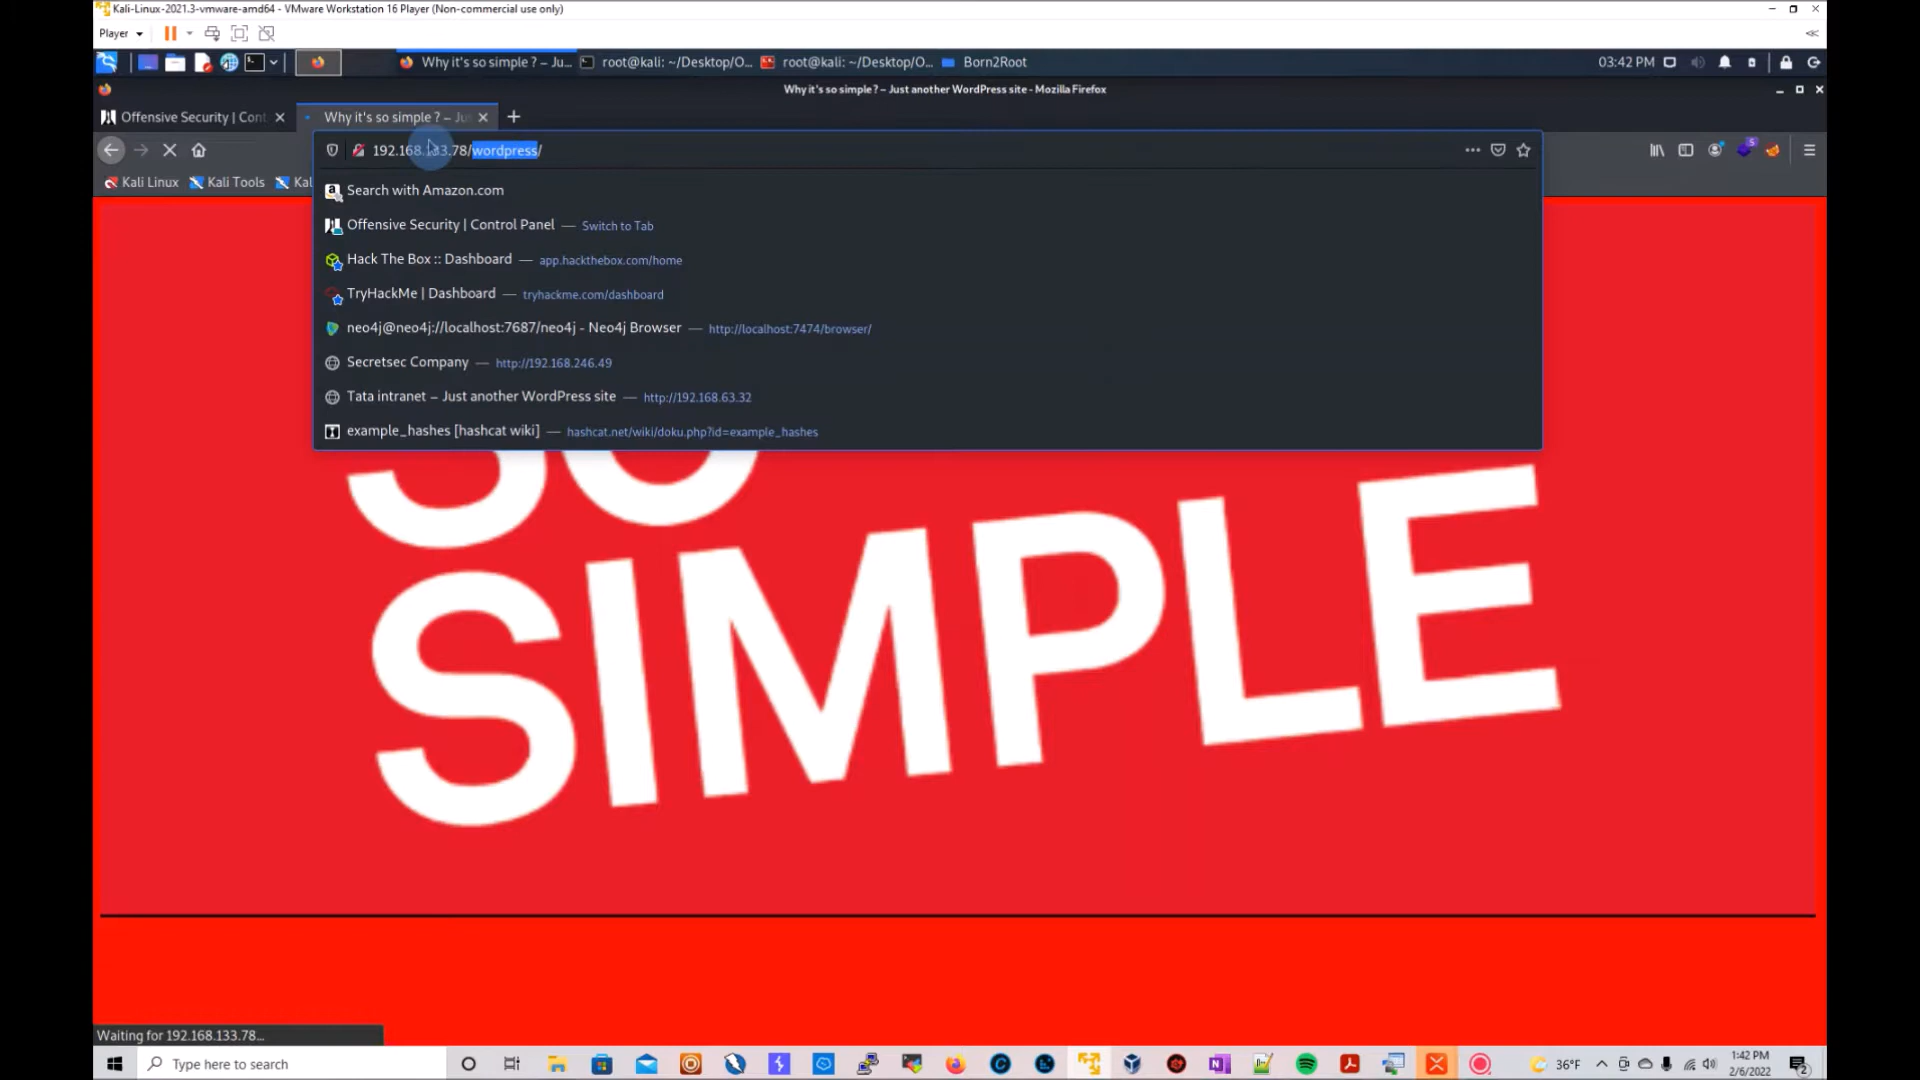 Kali-Linux-2021.3-vmware-amd64 - VMware Workstation 16 Player (Non-commercial use only)
Player
Why it's so simple ? – Ju...
root@kali: ~/Desktop/O...
root@kali: ~/Desktop/O...
Born2Root
03:42 PM
Why it's so simple ? – Just another WordPress site - Mozilla Firefox
Offensive Security | Cont
Why it's so simple ? – Ju
192.168.133.78/wordpress/
5
Kali Linux
Kali Tools
Kal
Search with Amazon.com
Offensive Security | Control Panel — Switch to Tab
Hack The Box :: Dashboard — app.hackthebox.com/home
TryHackMe | Dashboard — tryhackme.com/dashboard
neo4j@neo4j://localhost:7687/neo4j - Neo4j Browser — http://localhost:7474/browser/
Secretsec Company — http://192.168.246.49
Tata intranet – Just another WordPress site — http://192.168.63.32
example_hashes [hashcat wiki] — hashcat.net/wiki/doku.php?id=example_hashes
SO
SIMPLE
Waiting for 192.168.133.78...
Type here to search
36°F
1:42 PM
2/6/2022
2